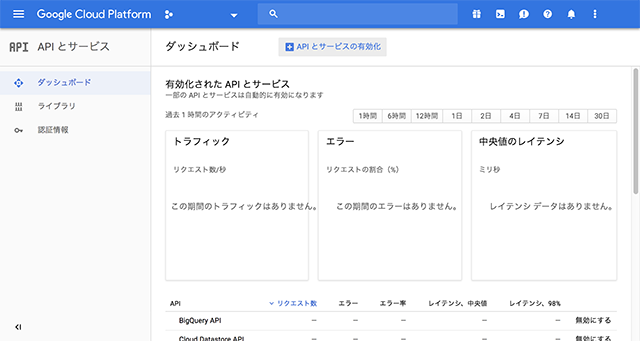 Google Cloud Platform
API APIとサービス
ダッシュボード
APIとサービスの有効化
ダッシュボード
ライブラリ
認証情報
有効化された API とサービス
一部の API とサービスは自動的に有効になります
過去 1 時間のアクティビティ
1時間 6時間 12時間 1日 2日 4日 7日 14日 30日
トラフィック
リクエスト数/秒
この期間のトラフィックはありません。
エラー
リクエストの割合（%）
この期間のエラーはありません。
中央値のレイテンシ
ミリ秒
レイテンシ データはありません。
API リクエスト数 エラー エラー率 レイテンシ、中央値 レイテンシ、98%
BigQuery API — — — — — 無効にする
Cloud Datastore API — — — — — 無効にする